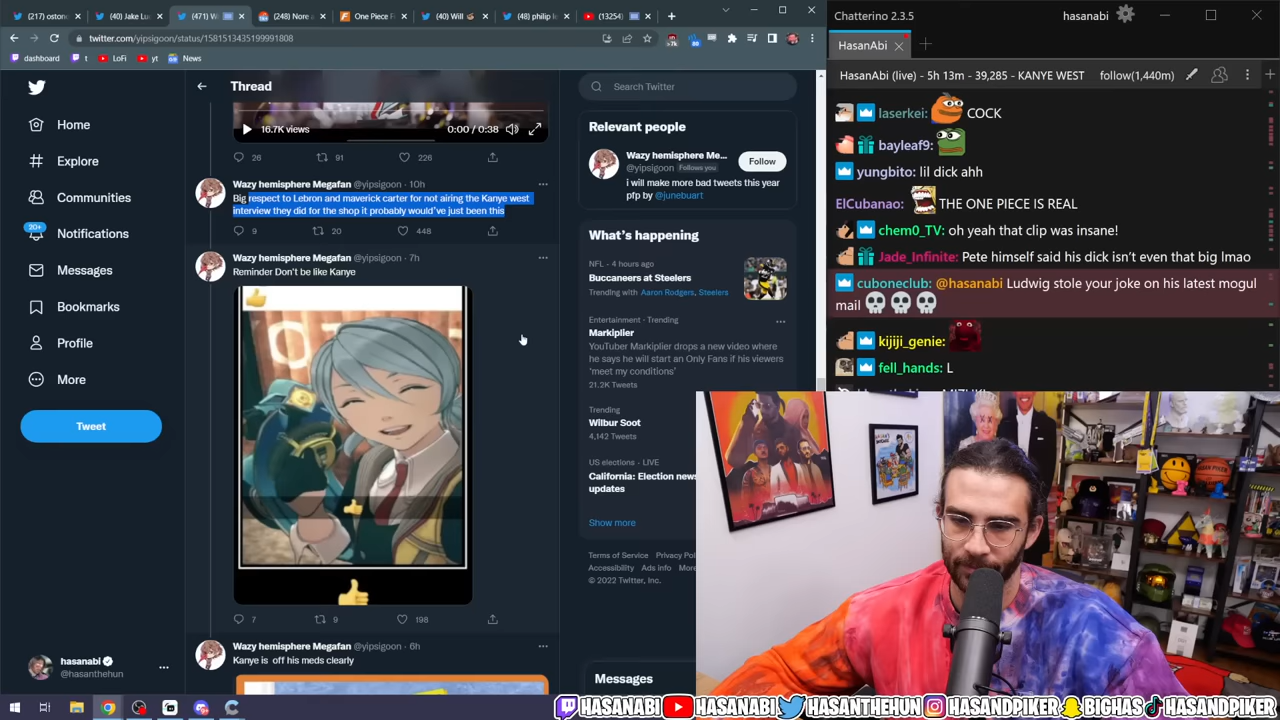 (217) oston
(40) Jake Lu
(471) W
(248) Nore a
One Piece F
(40) Will
(48) philip le
(13254)
twitter.com/yipsigoon/status/1581513435199991808
dashboard
t
LoFi
yt
News
Home
Explore
Communities
20+
Notifications
Messages
Bookmarks
Profile
More
Tweet
hasanabi
@hasanthehun
Thread
16.7K views
0:00 / 0:38
26
91
226
Wazy hemisphere Megafan @yipsigoon · 10h
Big respect to Lebron and maverick carter for not airing the Kanye west
interview they did for the shop it probably would've just been this
9
20
448
Wazy hemisphere Megafan @yipsigoon · 7h
Reminder Don't be like Kanye
7
9
198
Wazy hemisphere Megafan @yipsigoon · 6h
Kanye is off his meds clearly
Search Twitter
Relevant people
Wazy hemisphere Me...
@yipsigoon Follows you
Follow
i will make more bad tweets this year
pfp by @junebuart
What's happening
NFL · 4 hours ago
Buccaneers at Steelers
Trending with Aaron Rodgers, Steelers
Entertainment · Trending
Markiplier
YouTuber Markiplier drops a new video where
he says he will start an Only Fans if his viewers
'meet my conditions'
21.2K Tweets
Trending
Wilbur Soot
4,142 Tweets
US elections · LIVE
California: Election news
updates
Show more
Terms of Service
Privacy Pol
Accessibility
Ads info
More
© 2022 Twitter, Inc.
Messages
Chatterino 2.3.5
hasanabi
HasanAbi
HasanAbi (live) - 5h 13m - 39,285 - KANYE WEST
follow(1,440m)
laserkei: COCK
bayleaf9:
yungbito: lil dick ahh
ElCubanao: THE ONE PIECE IS REAL
chem0_TV: oh yeah that clip was insane!
Jade_Infinite: Pete himself said his dick isn't even that big lmao
cuboneclub: @hasanabi Ludwig stole your joke on his latest mogul
mail
kijiji_genie:
fell_hands: L
HASANABI
HASANABI
HASANTHEHUN
HASANDPIKER
BIGHAS
HASANDPIKER